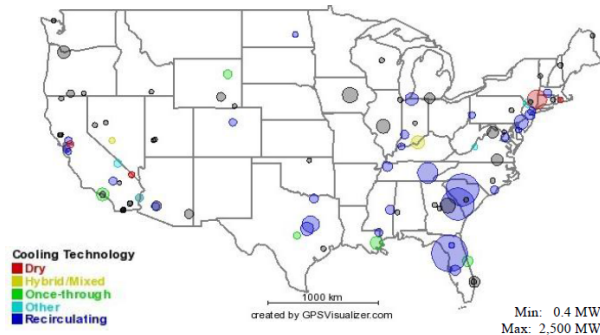 Cooling Technology
Dry
Hybrid/Mixed
Once-through
Other
Recirculating
1000 km
created by GPSVisualizer.com
Min: 0.4 MW
Max: 2,500 MW